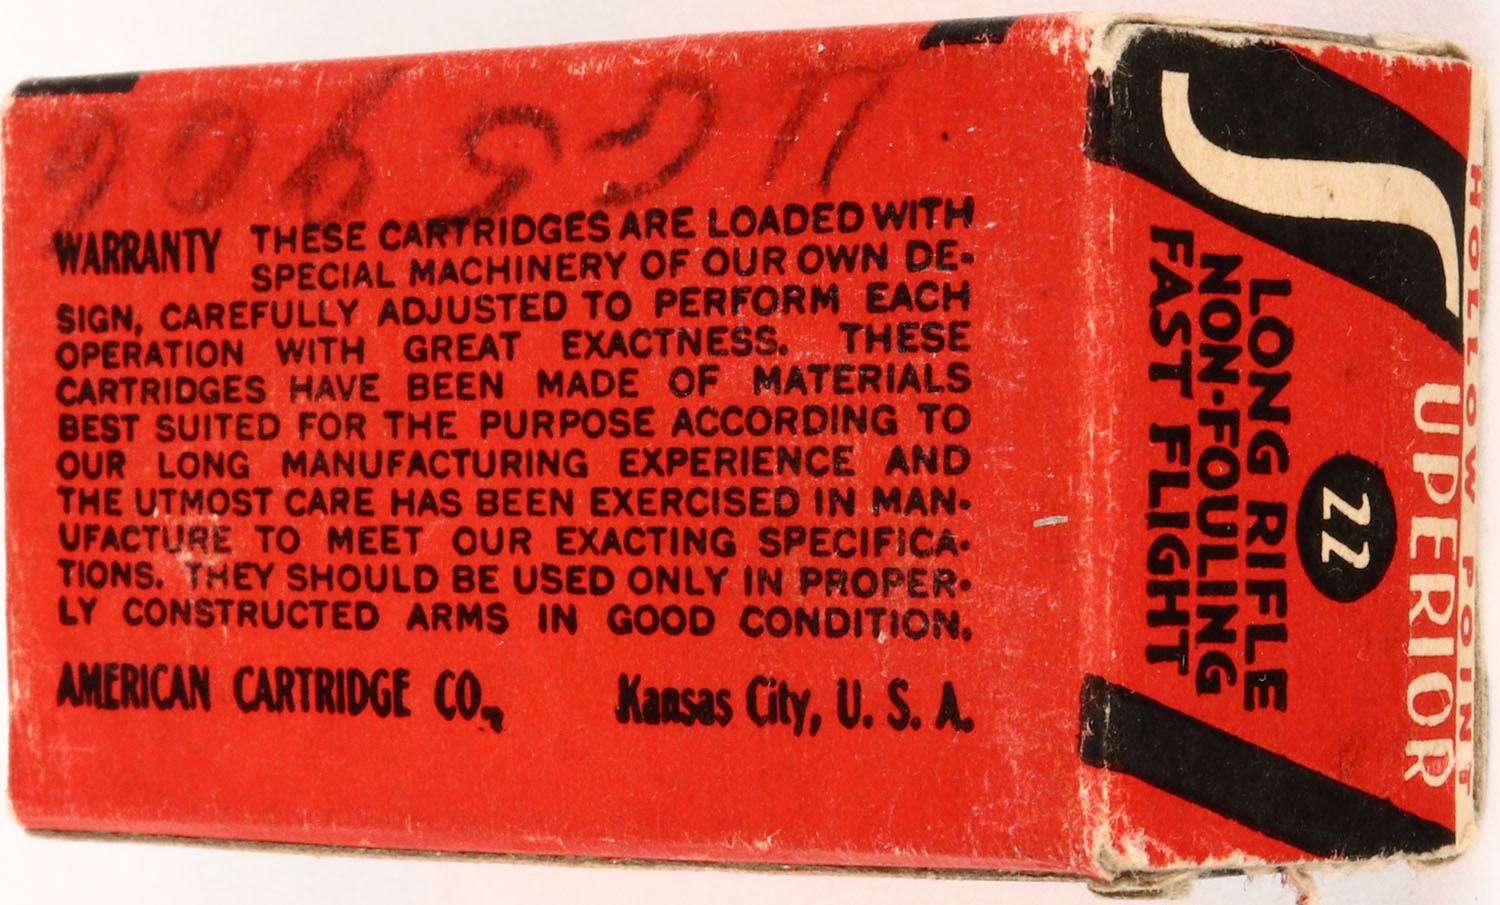 WARRANTY THESE CARTRIDGES ARE LOADED WITH
SPECIAL MACHINERY OF OUR OWN DE-
SIGN, CAREFULLY ADJUSTED TO PERFORM EACH
OPERATION WITH GREAT EXACTNESS. THESE
CARTRIDGES HAVE BEEN MADE OF MATERIALS
BEST SUITED FOR THE PURPOSE ACCORDING TO
OUR LONG MANUFACTURING EXPERIENCE AND
THE UTMOST CARE HAS BEEN EXERCISED IN MAN-
UFACTURE TO MEET OUR EXACTING SPECIFICA-
TIONS. THEY SHOULD BE USED ONLY IN PROPER-
LY CONSTRUCTED ARMS IN GOOD CONDITION.
AMERICAN CARTRIDGE CO.,
Kansas City, U. S. A.
HOLLOW POINT
SUPERIOR
22
LONG RIFLE
NON-FOULING
FAST FLIGHT